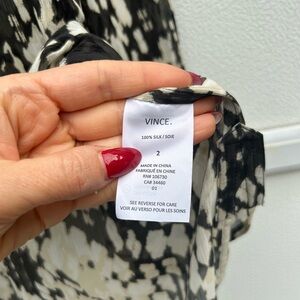 VINCE.
100% SILK / SOIE
2
MADE IN CHINA
FABRIQUÉ EN CHINE
RN# 106730
CA# 34460
01
SEE REVERSE FOR CARE
VOIR AU VERSO POUR LES SOINS